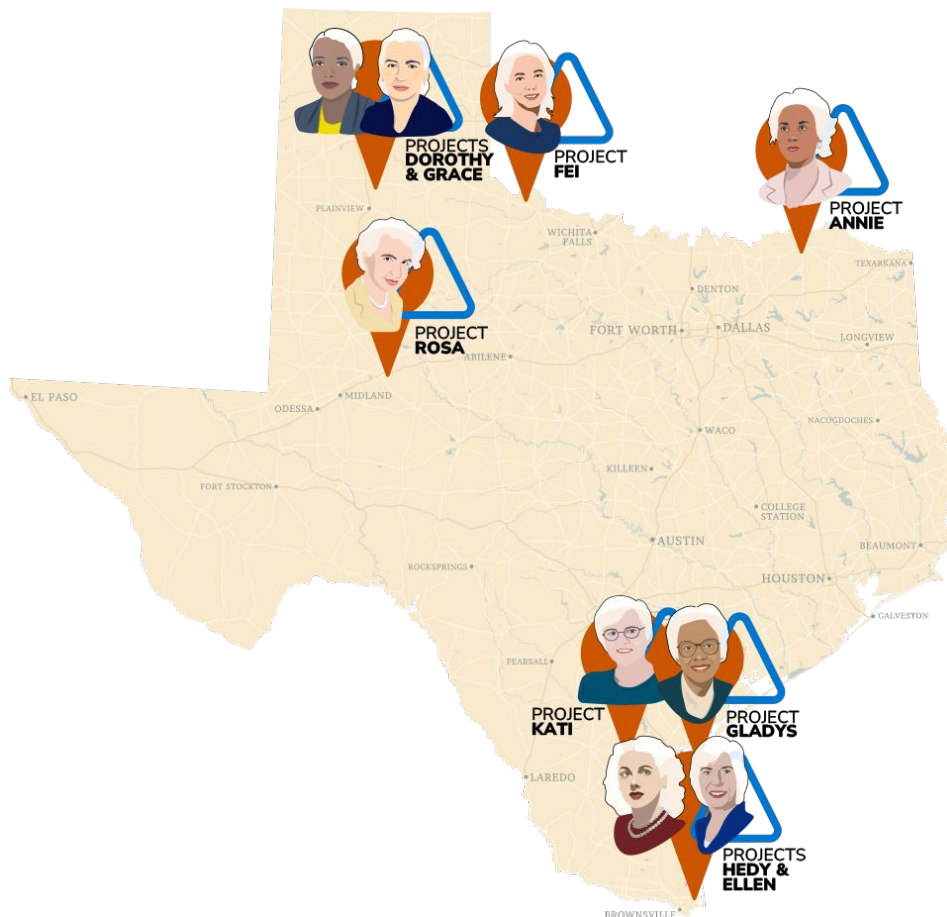 PROJECTS
DOROTHY
& GRACE
PROJECT
FEI
PROJECT
ANNIE
PLAINVIEW
WICHITA
FALLS
TEXARKANA
DENTON
PROJECT
ROSA
FORT WORTH
DALLAS
LONGVIEW
ABILENE
EL PASO
MIDLAND
ODESSA
NACOGDOCHES
WACO
KILLEEN
FORT STOCKTON
COLLEGE
STATION
AUSTIN
BEAUMONT
ROCKSPRINGS
HOUSTON
GALVESTON
PEARSALL
PROJECT
KATI
PROJECT
GLADYS
LAREDO
PROJECTS
HEDY &
ELLEN
BROWNSVILLE